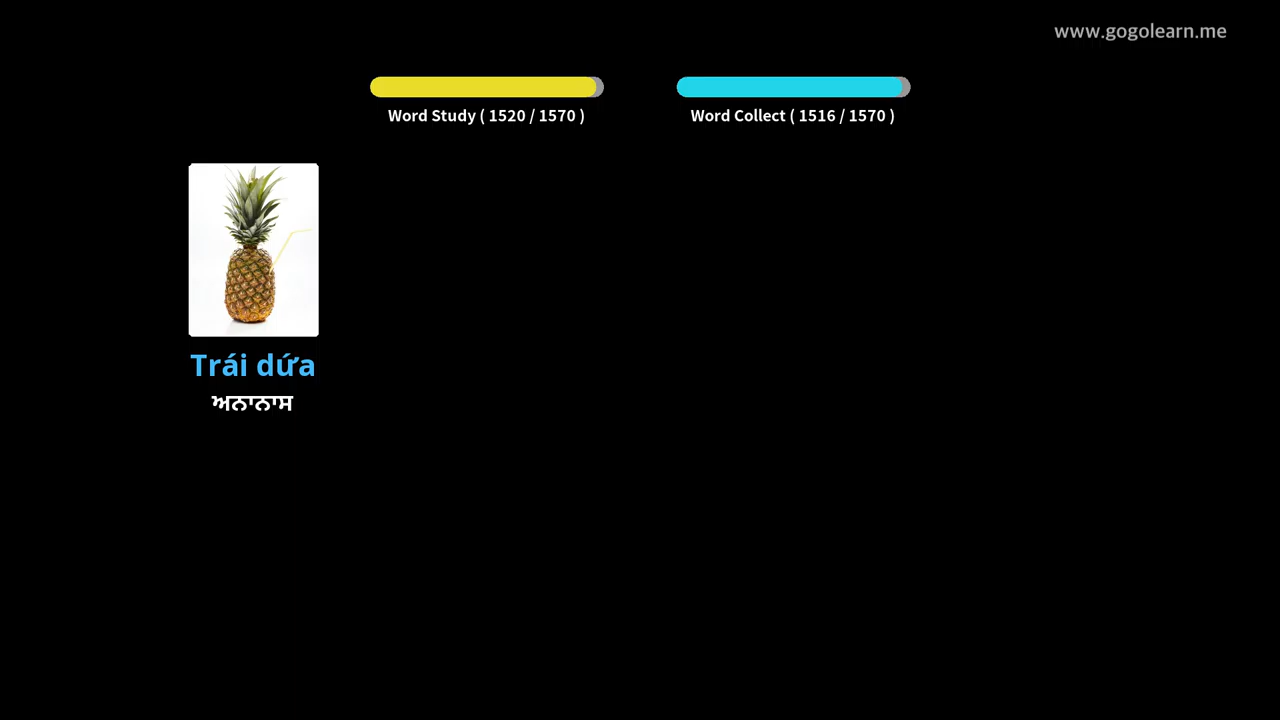 www.gogolearn.me
Word Study ( 1520 / 1570 )
Word Collect ( 1516 / 1570 )
Trái dứa
ਅਨਾਨਾਸ